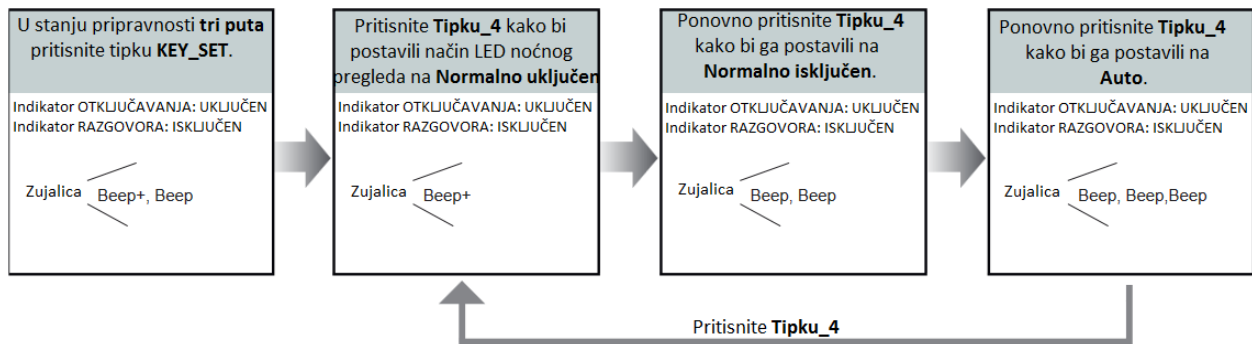 U stanju pripravnosti tri puta
pritisnite tipku KEY_SET.
Indikator OTKLJUČAVANJA: UKLJUČEN
Indikator RAZGOVORA: ISKLJUČEN
Zujalica
Beep+, Beep
Pritisnite Tipku_4 kako bi
postavili način LED noćnog
pregleda na Normalno uključen
Indikator OTKLJUČAVANJA: UKLJUČEN
Indikator RAZGOVORA: ISKLJUČEN
Zujalica
Beep+
Ponovno pritisnite Tipku_4
kako bi ga postavili na
Normalno isključen.
Indikator OTKLJUČAVANJA: UKLJUČEN
Indikator RAZGOVORA: ISKLJUČEN
Zujalica
Beep, Beep
Ponovno pritisnite Tipku_4
kako bi ga postavili na
Auto.
Indikator OTKLJUČAVANJA: UKLJUČEN
Indikator RAZGOVORA: ISKLJUČEN
Zujalica
Beep, Beep,Beep
Pritisnite Tipku_4